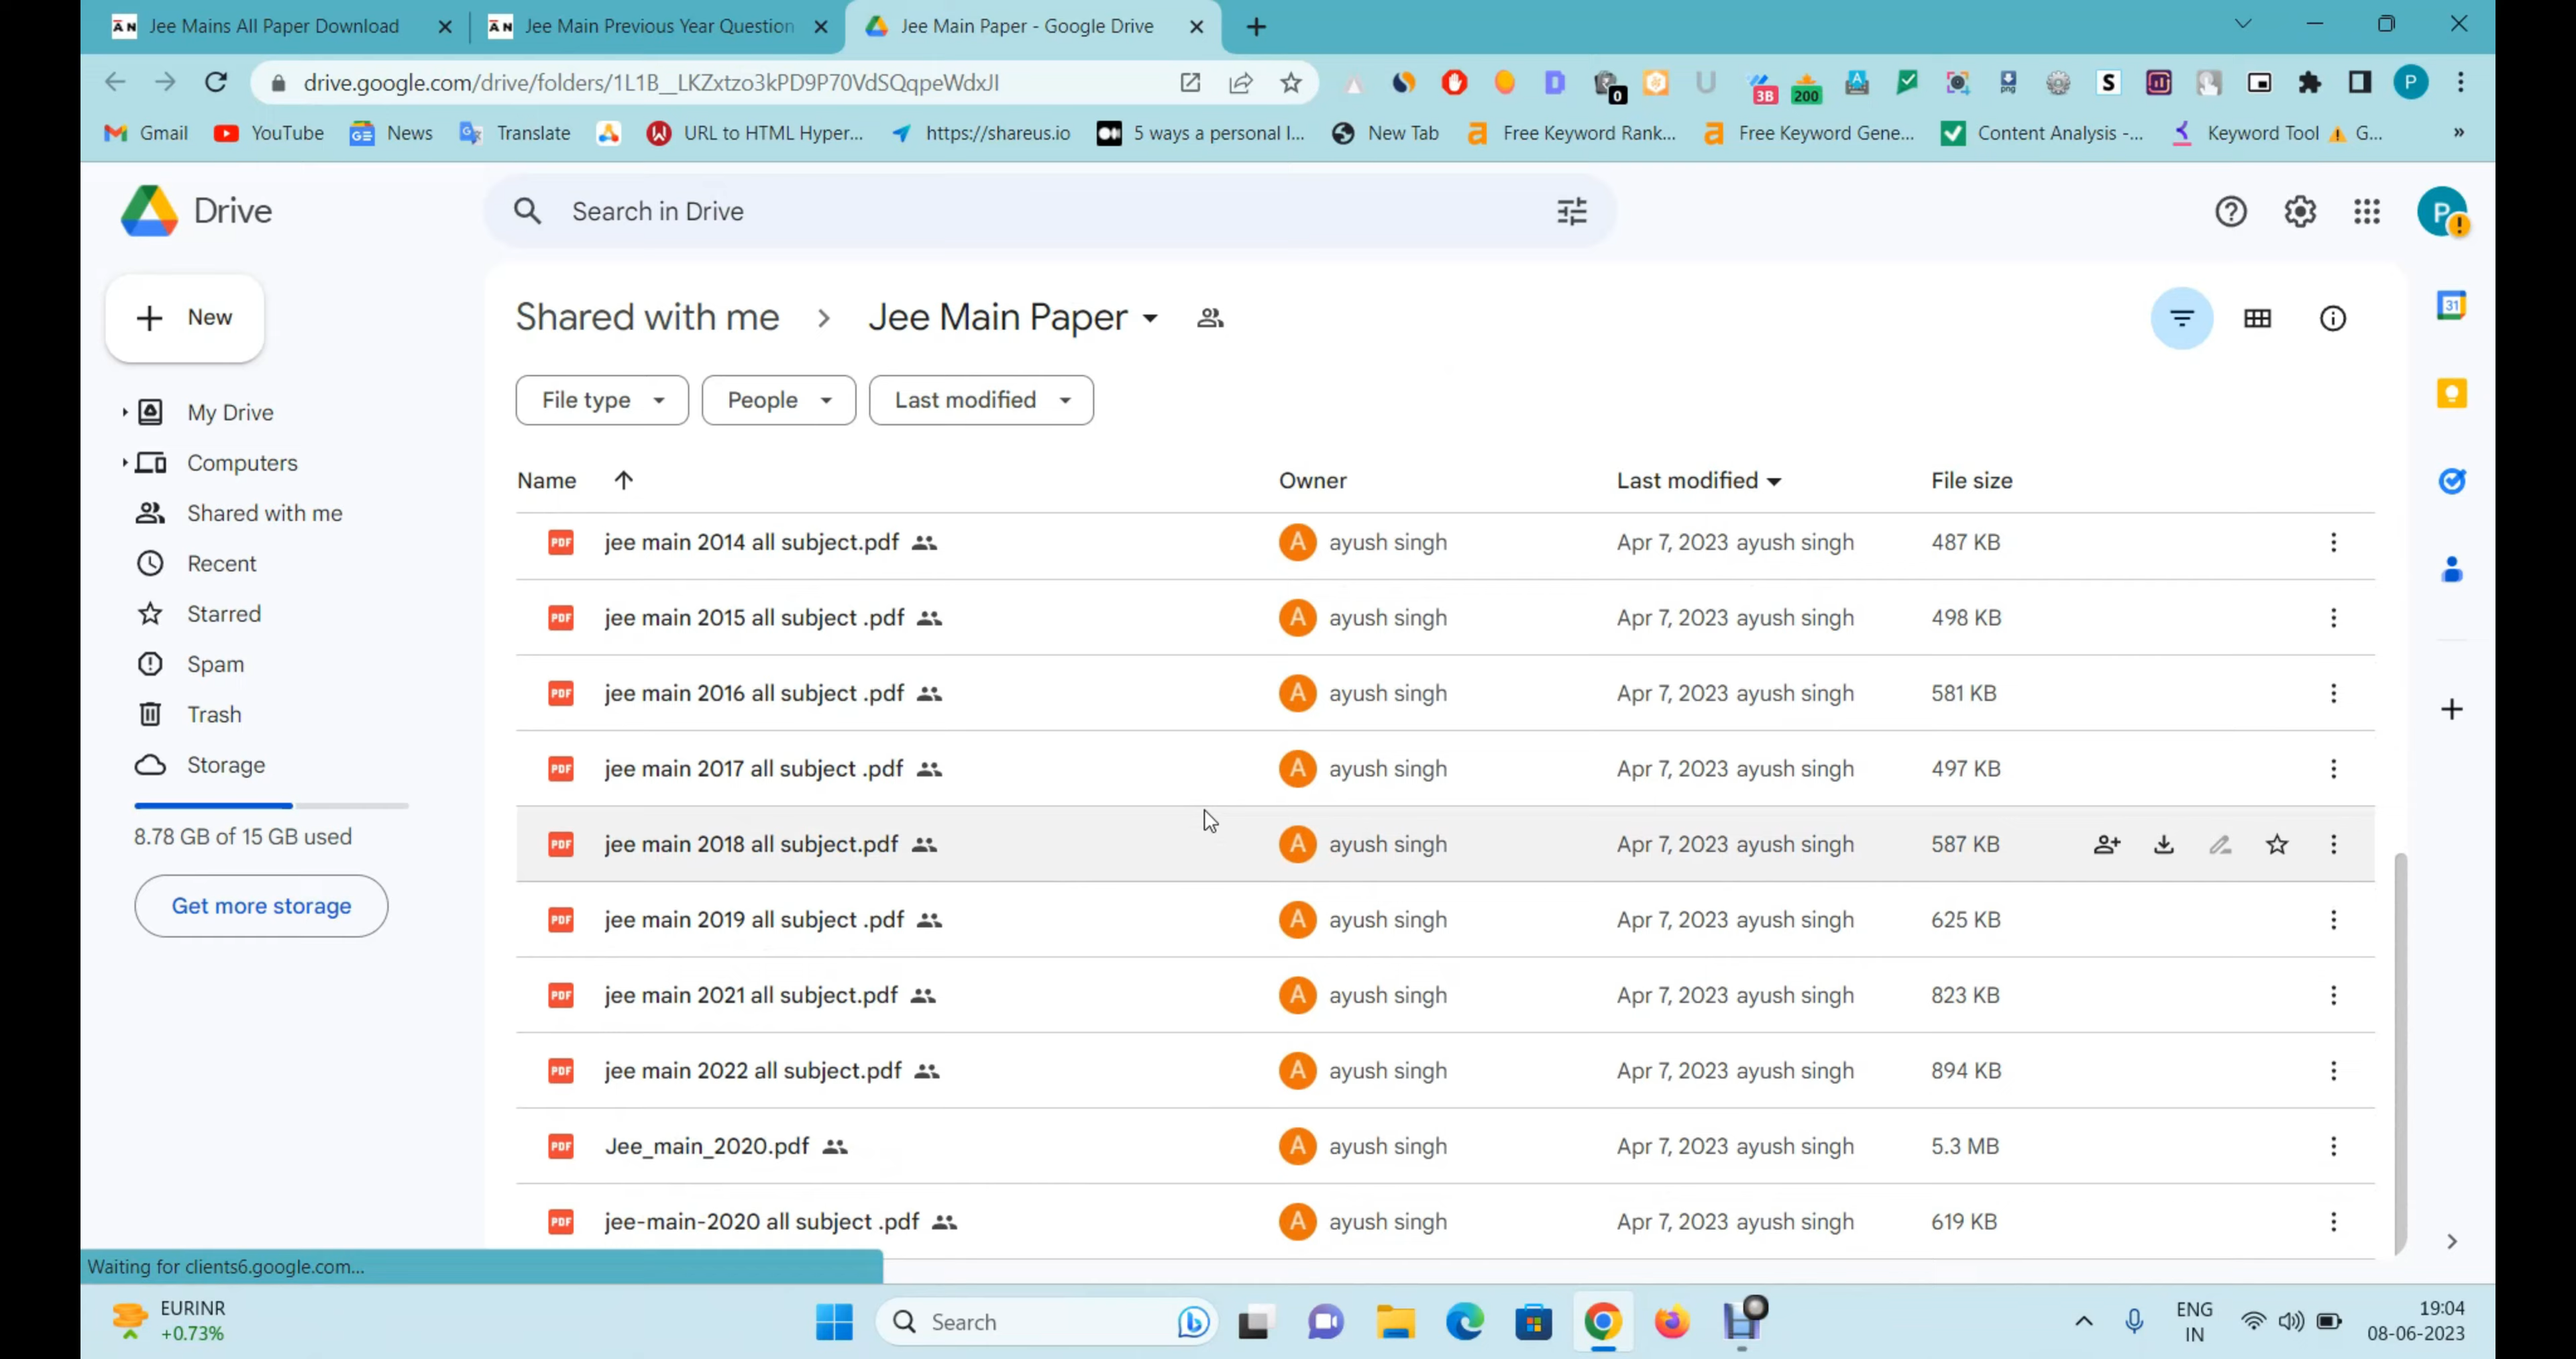 ĀN Jee Mains All Paper Download
ĀN Jee Main Previous Year Question
Jee Main Paper - Google Drive
drive.google.com/drive/folders/1L1B__LKZxtzo3kPD9P70VdSQqpeWdxJI
0 3B 200 P
Gmail YouTube News Translate URL to HTML Hyper... https://shareus.io 5 ways a personal l... New Tab Free Keyword Rank... Free Keyword Gene... Content Analysis -... Keyword Tool G... »
Drive
Search in Drive
P
New
My Drive
Computers
Shared with me
Recent
Starred
Spam
Trash
Storage
8.78 GB of 15 GB used
Get more storage
Shared with me Jee Main Paper
File type People Last modified
Name Owner Last modified File size
PDF jee main 2014 all subject.pdf A ayush singh Apr 7, 2023 ayush singh 487 KB
PDF jee main 2015 all subject .pdf A ayush singh Apr 7, 2023 ayush singh 498 KB
PDF jee main 2016 all subject .pdf A ayush singh Apr 7, 2023 ayush singh 581 KB
PDF jee main 2017 all subject .pdf A ayush singh Apr 7, 2023 ayush singh 497 KB
PDF jee main 2018 all subject.pdf A ayush singh Apr 7, 2023 ayush singh 587 KB
PDF jee main 2019 all subject .pdf A ayush singh Apr 7, 2023 ayush singh 625 KB
PDF jee main 2021 all subject.pdf A ayush singh Apr 7, 2023 ayush singh 823 KB
PDF jee main 2022 all subject.pdf A ayush singh Apr 7, 2023 ayush singh 894 KB
PDF Jee_main_2020.pdf A ayush singh Apr 7, 2023 ayush singh 5.3 MB
PDF jee-main-2020 all subject .pdf A ayush singh Apr 7, 2023 ayush singh 619 KB
31
Waiting for clients6.google.com...
EURINR
+0.73%
Search
ENG
IN
19:04
08-06-2023